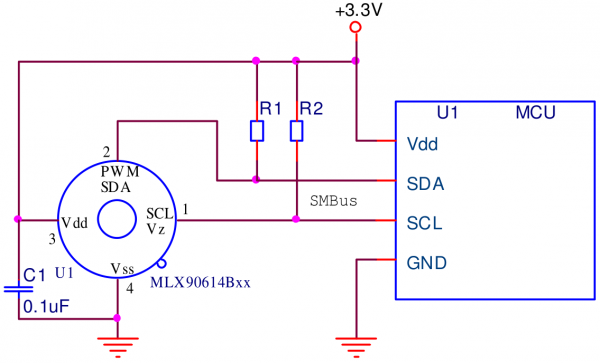 +3.3V
R1 R2
U1 MCU
2
PWM
SDA
Vdd
SDA
SCL
1
Vz
SMBus
SCL
Vdd
3
GND
U1
Vss
4
MLX90614Bxx
C1
0.1uF